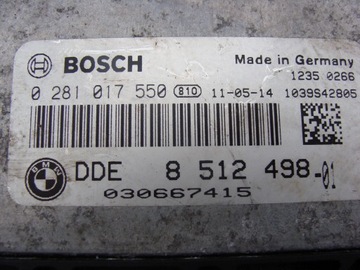 BOSCH
Made in Germany
1235 0266
0 281 017 550 810 11-05-14 1039S42805
BMW DDE 8 512 498-01
030667415